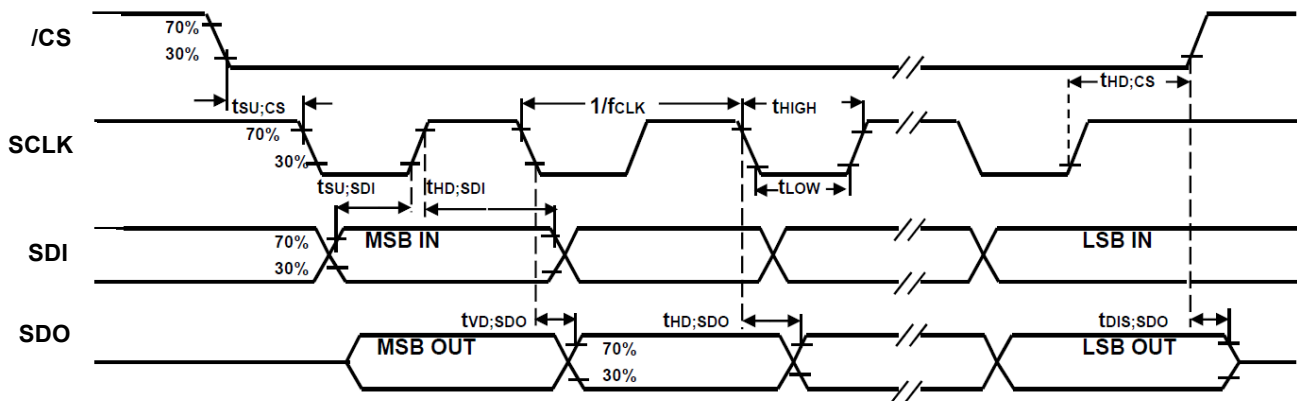 /CS 70%
30%
tSU;CS 1/fCLK tHIGH tHD;CS
SCLK 70%
30%
tSU;SDI tHD;SDI tLOW
SDI 70% MSB IN LSB IN
30%
SDO tVD;SDO tHD;SDO tDIS;SDO
MSB OUT 70% LSB OUT
30%